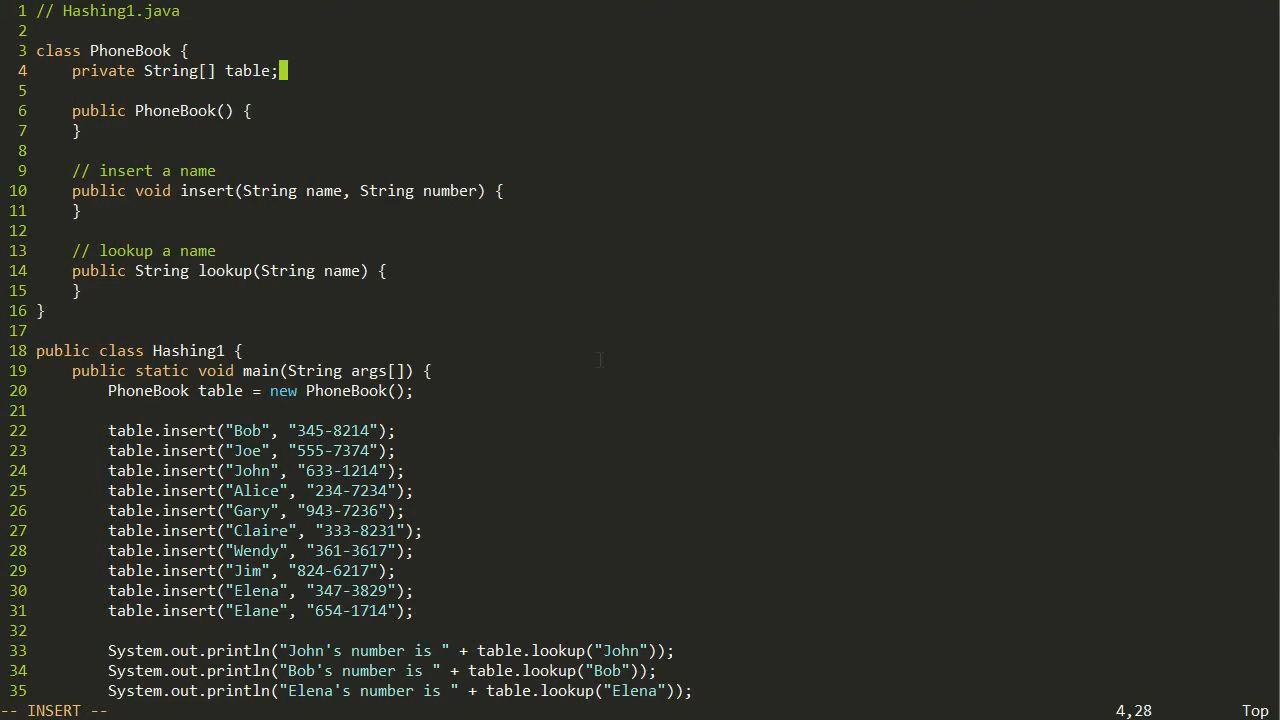 1 // Hashing1.java
2
3 class PhoneBook {
4     private String[] table;
5
6     public PhoneBook() {
7     }
8
9     // insert a name
10     public void insert(String name, String number) {
11     }
12
13     // lookup a name
14     public String lookup(String name) {
15     }
16 }
17
18 public class Hashing1 {
19     public static void main(String args[]) {
20         PhoneBook table = new PhoneBook();
21
22         table.insert("Bob", "345-8214");
23         table.insert("Joe", "555-7374");
24         table.insert("John", "633-1214");
25         table.insert("Alice", "234-7234");
26         table.insert("Gary", "943-7236");
27         table.insert("Claire", "333-8231");
28         table.insert("Wendy", "361-3617");
29         table.insert("Jim", "824-6217");
30         table.insert("Elena", "347-3829");
31         table.insert("Elane", "654-1714");
32
33         System.out.println("John's number is " + table.lookup("John"));
34         System.out.println("Bob's number is " + table.lookup("Bob"));
35         System.out.println("Elena's number is " + table.lookup("Elena"));
-- INSERT -- 4,28 Top